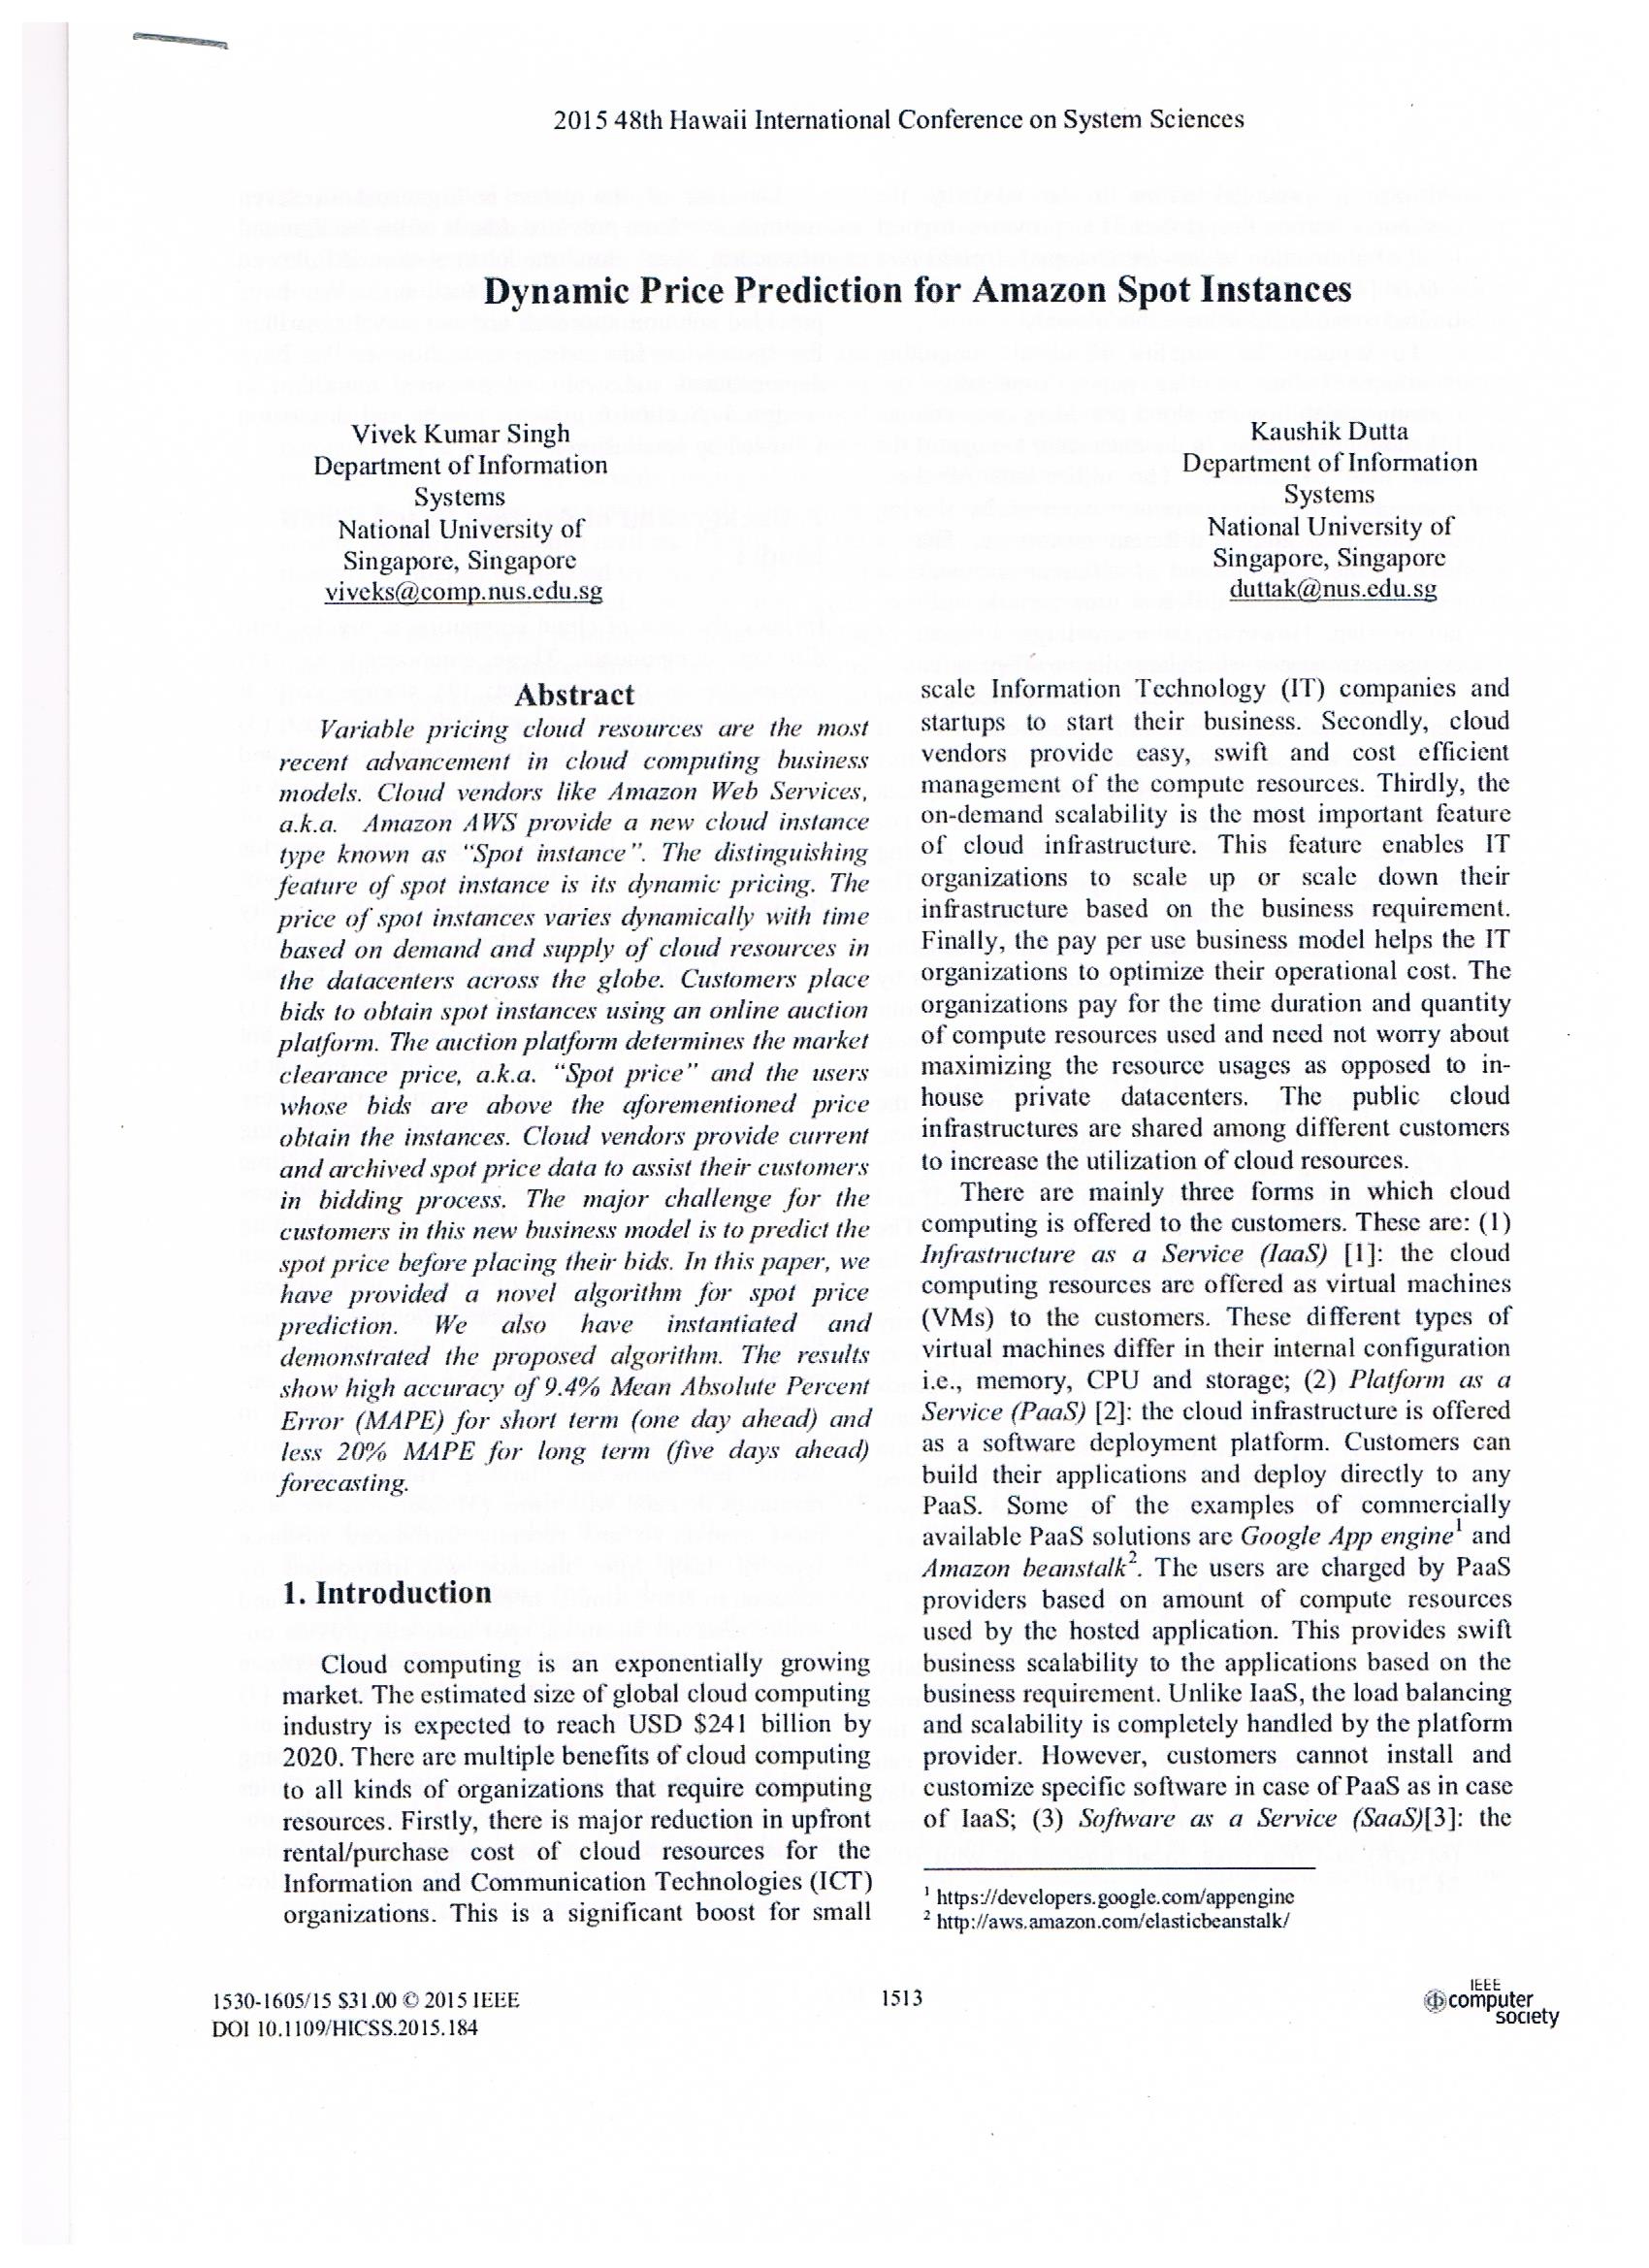 2015 48th Hawaii International Conference on System Sciences
Dynamic Price Prediction for Amazon Spot Instances
Vivek Kumar Singh
Department of Information
Systems
National University of
Singapore, Singapore
viveks@comp.nus.edu.sg
Kaushik Dutta
Department of Information
Systems
National University of
Singapore, Singapore
duttak@nus.edu.sg
Abstract
Variable pricing cloud resources are the most
recent advancement in cloud computing business
models. Cloud vendors like Amazon Web Services,
a.k.a. Amazon AWS provide a new cloud instance
type known as “Spot instance”. The distinguishing
feature of spot instance is its dynamic pricing. The
price of spot instances varies dynamically with time
based on demand and supply of cloud resources in
the datacenters across the globe. Customers place
bids to obtain spot instances using an online auction
platform. The auction platform determines the market
clearance price, a.k.a. “Spot price” and the users
whose bids are above the aforementioned price
obtain the instances. Cloud vendors provide current
and archived spot price data to assist their customers
in bidding process. The major challenge for the
customers in this new business model is to predict the
spot price before placing their bids. In this paper, we
have provided a novel algorithm for spot price
prediction. We also have instantiated and
demonstrated the proposed algorithm. The results
show high accuracy of 9.4% Mean Absolute Percent
Error (MAPE) for short term (one day ahead) and
less 20% MAPE for long term (five days ahead)
forecasting.
1. Introduction
Cloud computing is an exponentially growing
market. The estimated size of global cloud computing
industry is expected to reach USD $241 billion by
2020. There are multiple benefits of cloud computing
to all kinds of organizations that require computing
resources. Firstly, there is major reduction in upfront
rental/purchase cost of cloud resources for the
Information and Communication Technologies (ICT)
organizations. This is a significant boost for small
scale Information Technology (IT) companies and
startups to start their business. Secondly, cloud
vendors provide easy, swift and cost efficient
management of the compute resources. Thirdly, the
on-demand scalability is the most important feature
of cloud infrastructure. This feature enables IT
organizations to scale up or scale down their
infrastructure based on the business requirement.
Finally, the pay per use business model helps the IT
organizations to optimize their operational cost. The
organizations pay for the time duration and quantity
of compute resources used and need not worry about
maximizing the resource usages as opposed to in-
house private datacenters. The public cloud
infrastructures are shared among different customers
to increase the utilization of cloud resources.
There are mainly three forms in which cloud
computing is offered to the customers. These are: (1)
Infrastructure as a Service (IaaS) [1]: the cloud
computing resources are offered as virtual machines
(VMs) to the customers. These different types of
virtual machines differ in their internal configuration
i.e., memory, CPU and storage; (2) Platform as a
Service (PaaS) [2]: the cloud infrastructure is offered
as a software deployment platform. Customers can
build their applications and deploy directly to any
PaaS. Some of the examples of commercially
available PaaS solutions are Google App engine¹ and
Amazon beanstalk². The users are charged by PaaS
providers based on amount of compute resources
used by the hosted application. This provides swift
business scalability to the applications based on the
business requirement. Unlike IaaS, the load balancing
and scalability is completely handled by the platform
provider. However, customers cannot install and
customize specific software in case of PaaS as in case
of IaaS; (3) Software as a Service (SaaS)[3]: the
¹ https://developers.google.com/appengine
² http://aws.amazon.com/elasticbeanstalk/
1530-1605/15 $31.00 © 2015 IEEE
DOI 10.1109/HICSS.2015.184
1513
IEEE
computer
society